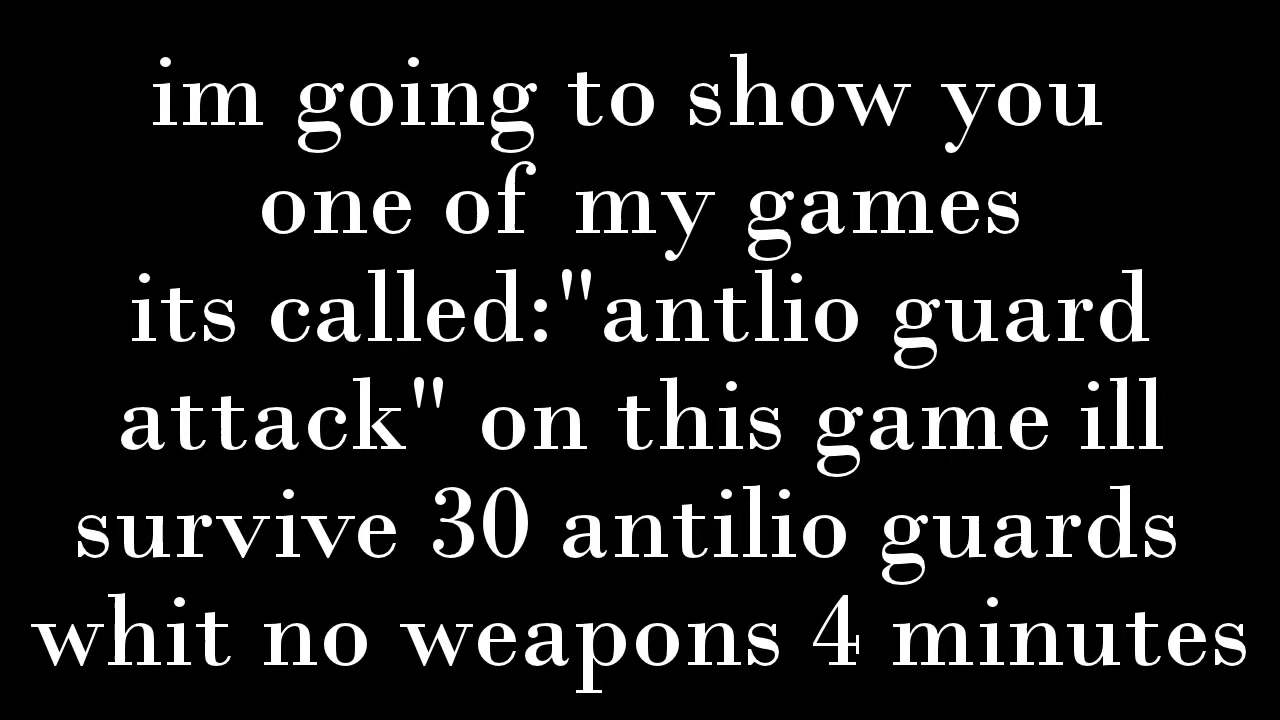 im going to show you
one of my games
its called:"antlio guard
attack" on this game ill
survive 30 antilio guards
whit no weapons 4 minutes